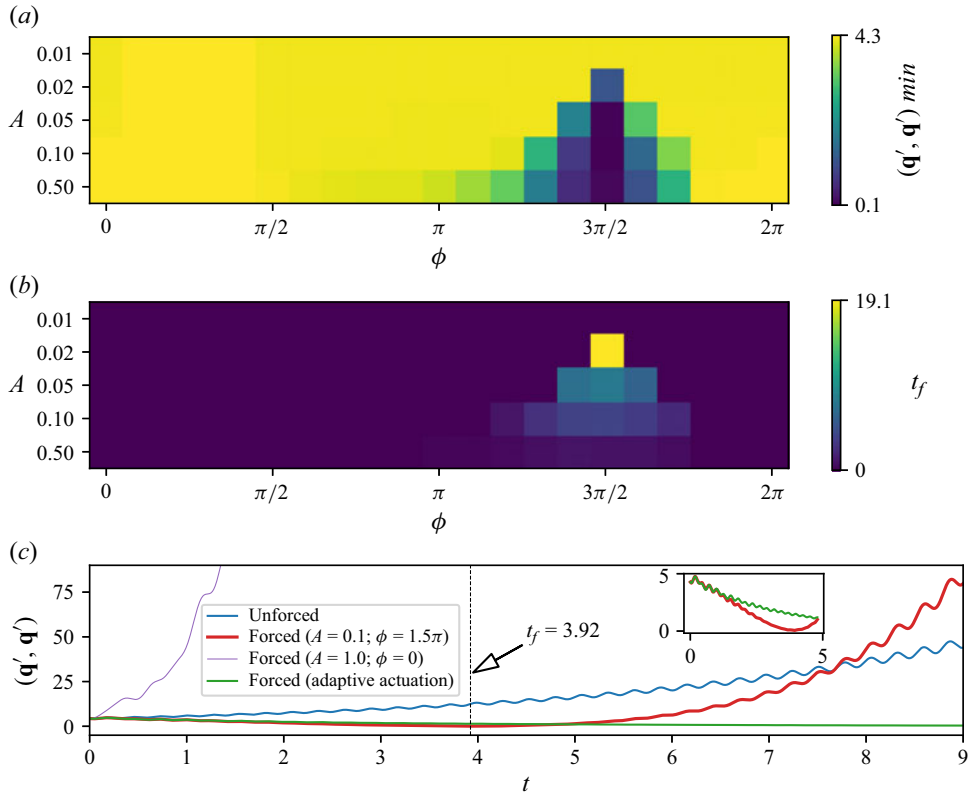 (a)
0.01
0.02
A 0.05
0.10
0.50
0 π/2 π 3π/2 2π
ϕ
4.3
(q′, q′) min
0.1
(b)
0.01
0.02
A 0.05
0.10
0.50
0 π/2 π 3π/2 2π
ϕ
19.1
t_f
0
(c)
75
50
25
0
(q′, q′)
Unforced
Forced (A = 0.1; ϕ = 1.5π)
Forced (A = 1.0; ϕ = 0)
Forced (adaptive actuation)
t_f = 3.92
5
0
0 5
0 1 2 3 4 5 6 7 8 9
t